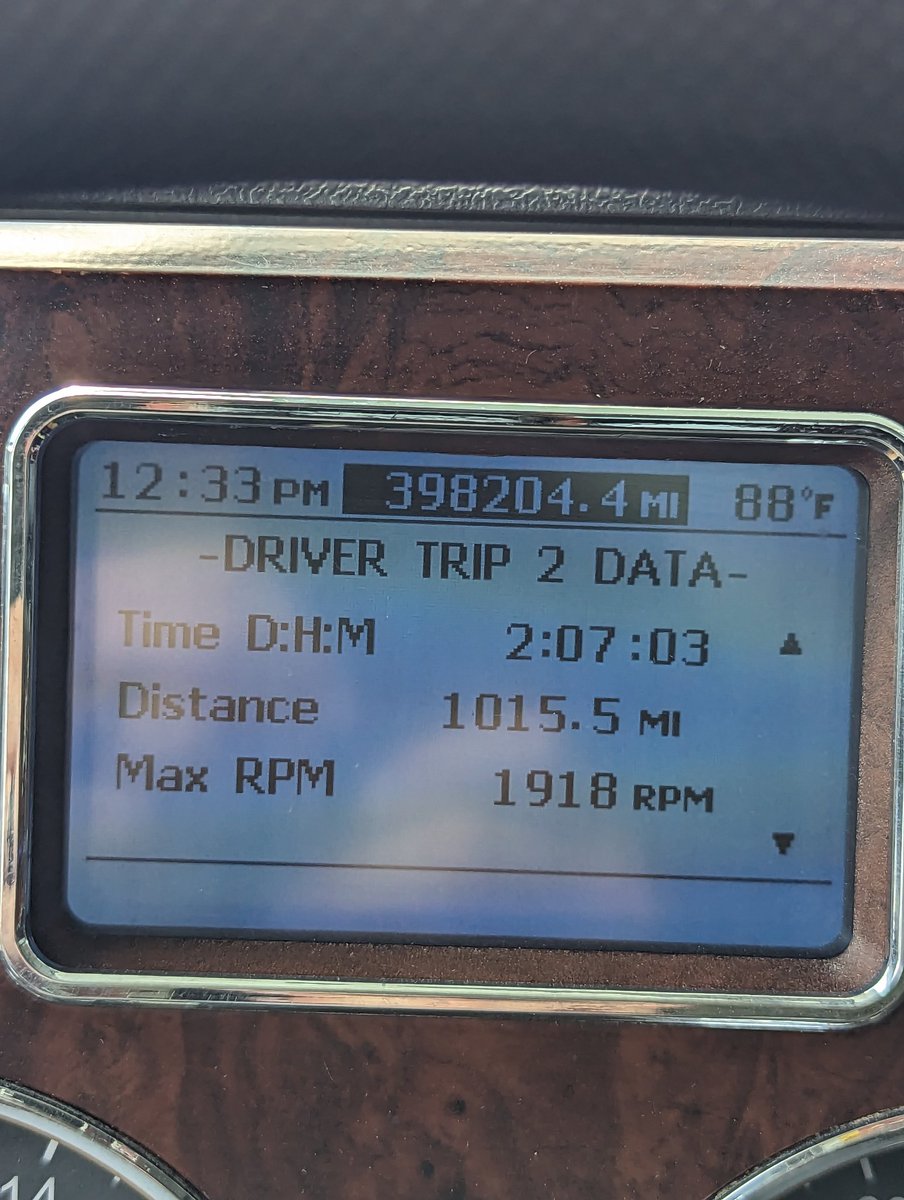 12:33 PM 398204.4 MI 88°F
-DRIVER TRIP 2 DATA-
Time D:H:M 2:07:03
Distance 1015.5 MI
Max RPM 1918 RPM
14